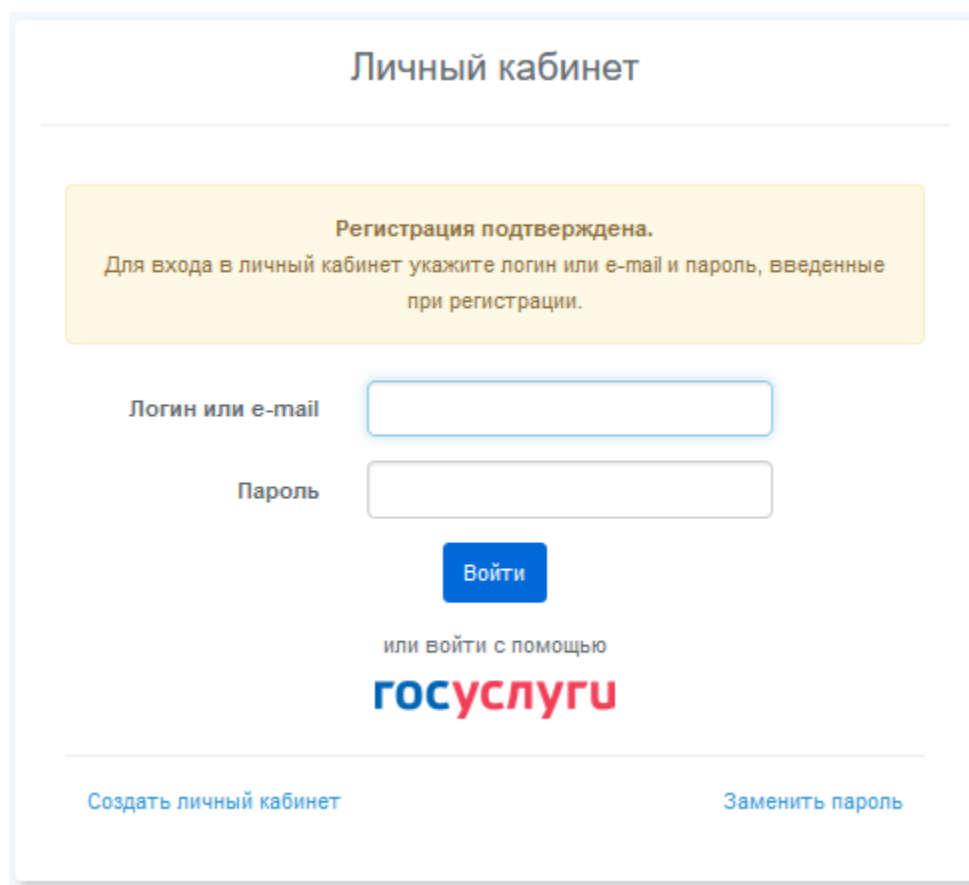 Личный кабинет
Регистрация подтверждена.
Для входа в личный кабинет укажите логин или e-mail и пароль, введенные
при регистрации.
Логин или e-mail
Пароль
Войти
или войти с помощью
госуслуги
Создать личный кабинет
Заменить пароль